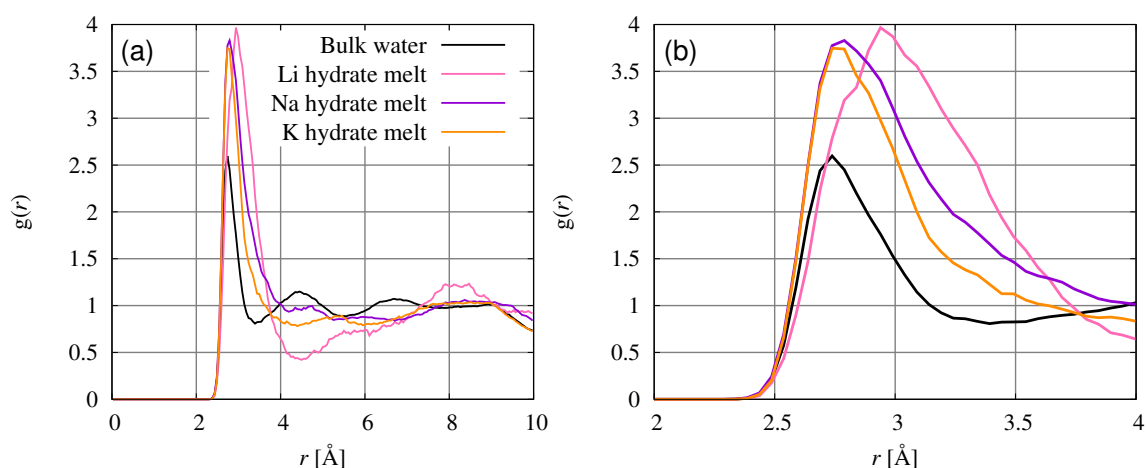 (a)
Bulk water
Li hydrate melt
Na hydrate melt
K hydrate melt
g(r)
4
3.5
3
2.5
2
1.5
1
0.5
0
0 2 4 6 8 10
r [Å]
(b)
g(r)
4
3.5
3
2.5
2
1.5
1
0.5
0
2 2.5 3 3.5 4
r [Å]